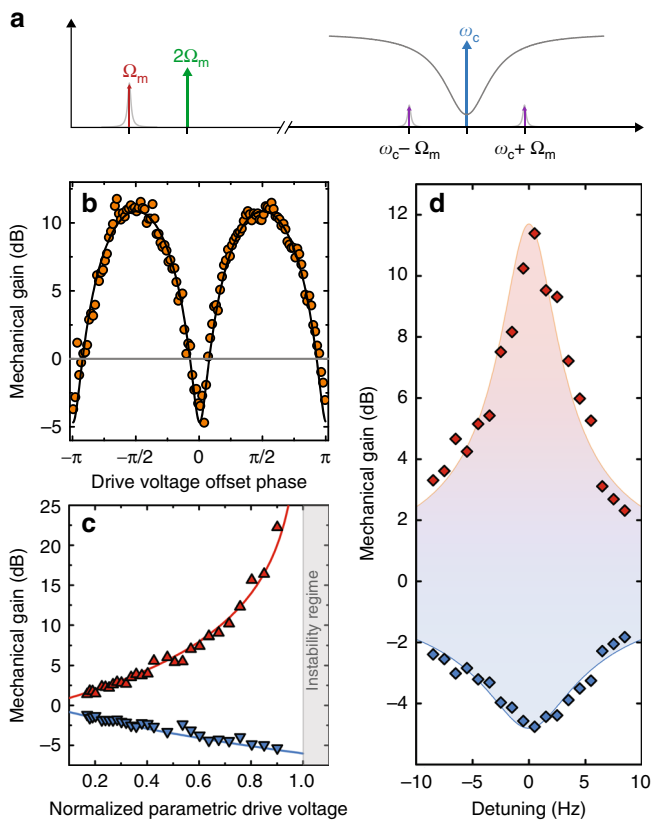 a
Ωm
2Ωm
ωc
ωc− Ωm
ωc+ Ωm
b
Mechanical gain (dB)
10
5
0
−5
−π
−π/2
0
π/2
π
Drive voltage offset phase
c
Mechanical gain (dB)
25
20
15
10
5
0
−5
Instability regime
0.2
0.4
0.6
0.8
1.0
Normalized parametric drive voltage
d
Mechanical gain (dB)
12
10
8
6
4
2
0
−2
−4
−10
−5
0
5
10
Detuning (Hz)